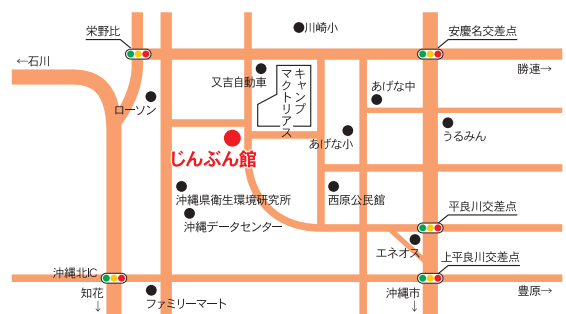 川崎小
栄野比
安慶名交差点
←石川
勝連→
又吉自動車
キャンプ
マクトリアス
あげな中
ローソン
うるみん
あげな小
じんぶん館
沖縄県衛生環境研究所
西原公民館
平良川交差点
沖縄データセンター
エネオス
上平良川交差点
沖縄北IC
知花
↓
ファミリーマート
沖縄市
↓
豊原→